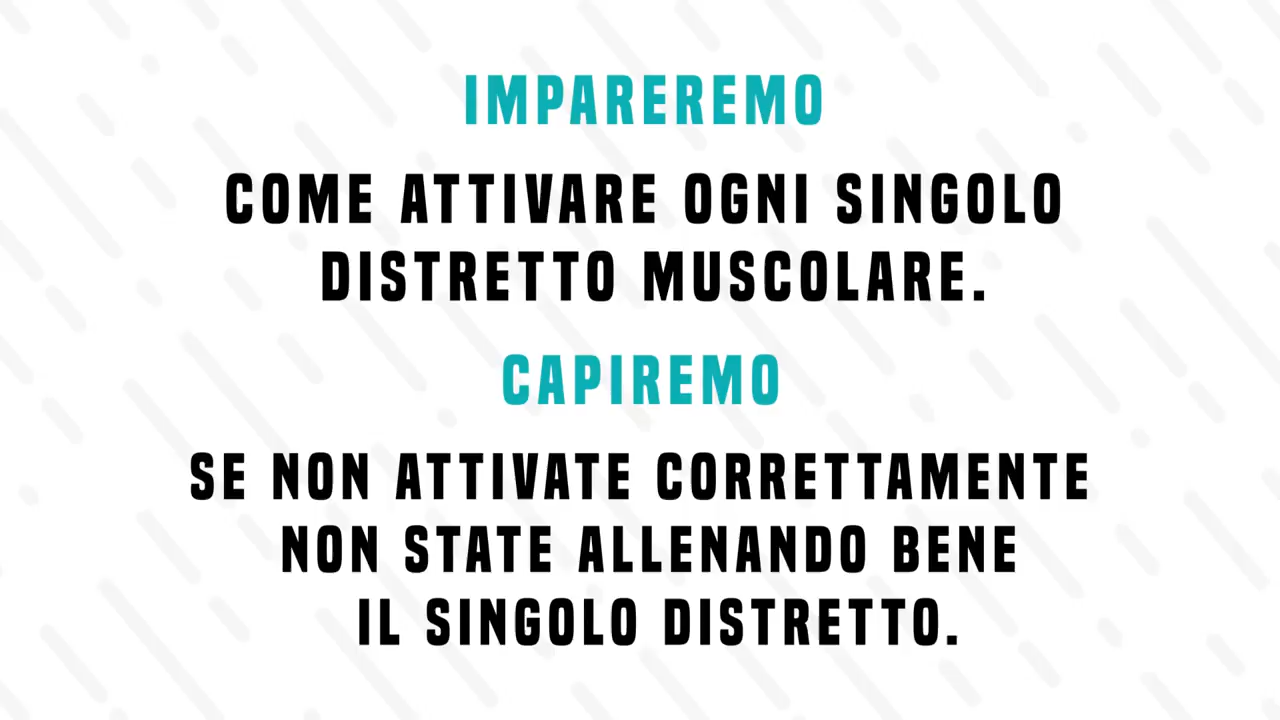 IMPAREREMO
COME ATTIVARE OGNI SINGOLO
DISTRETTO MUSCOLARE.
CAPIREMO
SE NON ATTIVATE CORRETTAMENTE
NON STATE ALLENANDO BENE
IL SINGOLO DISTRETTO.